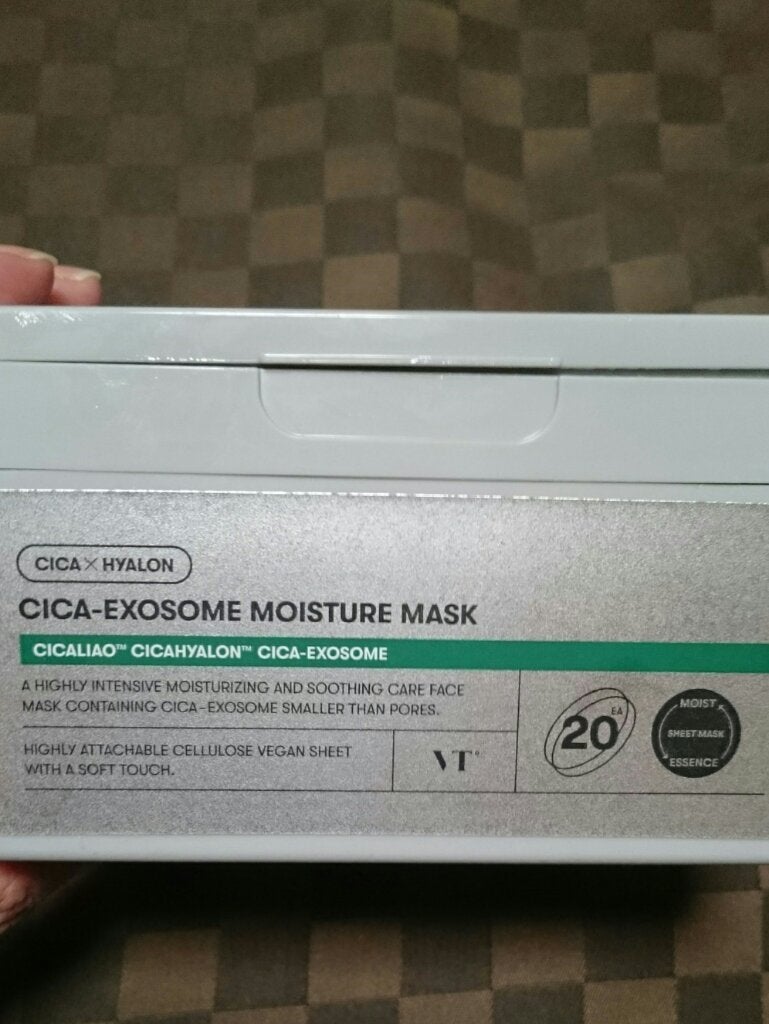 CICA×HYALON
CICA-EXOSOME MOISTURE MASK
CICALIAO™ CICAHYALON™ CICA-EXOSOME
A HIGHLY INTENSIVE MOISTURIZING AND SOOTHING CARE FACE
MASK CONTAINING CICA-EXOSOME SMALLER THAN PORES.
HIGHLY ATTACHABLE CELLULOSE VEGAN SHEET
WITH A SOFT TOUCH.
VT°
20 EA
MOIST
SHEET MASK
ESSENCE